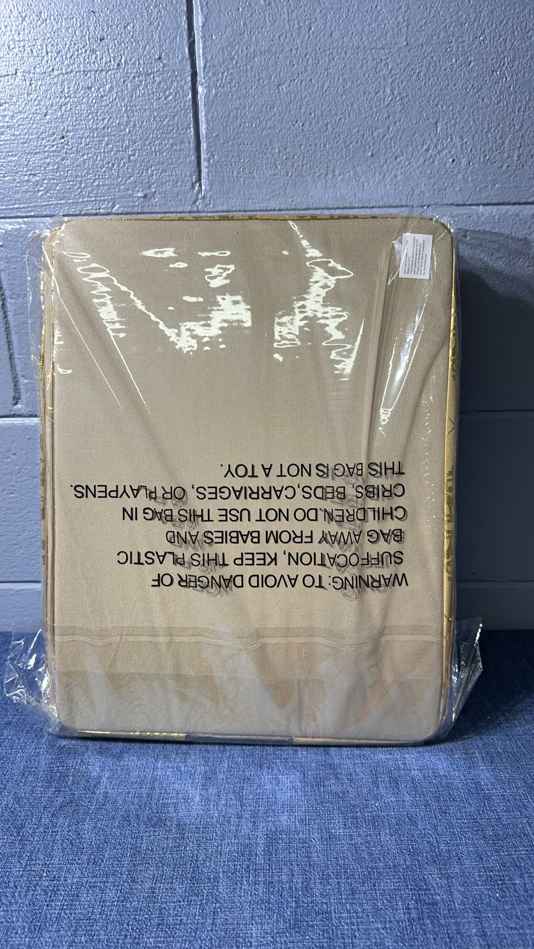 WARNING: TO AVOID DANGER OF
SUFFOCATION, KEEP THIS PLASTIC
BAG AWAY FROM BABIES AND
CHILDREN. DO NOT USE THIS BAG IN
CRIBS, BEDS,CARRIAGES, OR PLAYPENS.
THIS BAG IS NOT A TOY.